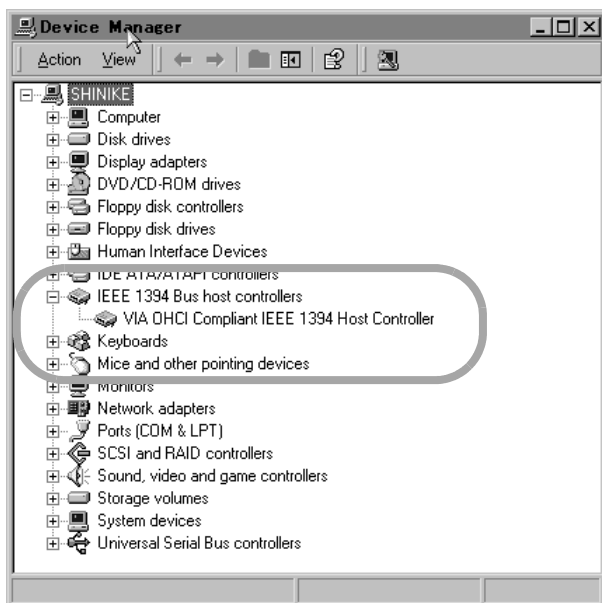 Device Manager
Action View
SHINIKE
Computer
Disk drives
Display adapters
DVD/CD-ROM drives
Floppy disk controllers
Floppy disk drives
Human Interface Devices
IDE ATA/ATAPI controllers
IEEE 1394 Bus host controllers
VIA OHCI Compliant IEEE 1394 Host Controller
Keyboards
Mice and other pointing devices
Monitors
Network adapters
Ports (COM & LPT)
SCSI and RAID controllers
Sound, video and game controllers
Storage volumes
System devices
Universal Serial Bus controllers